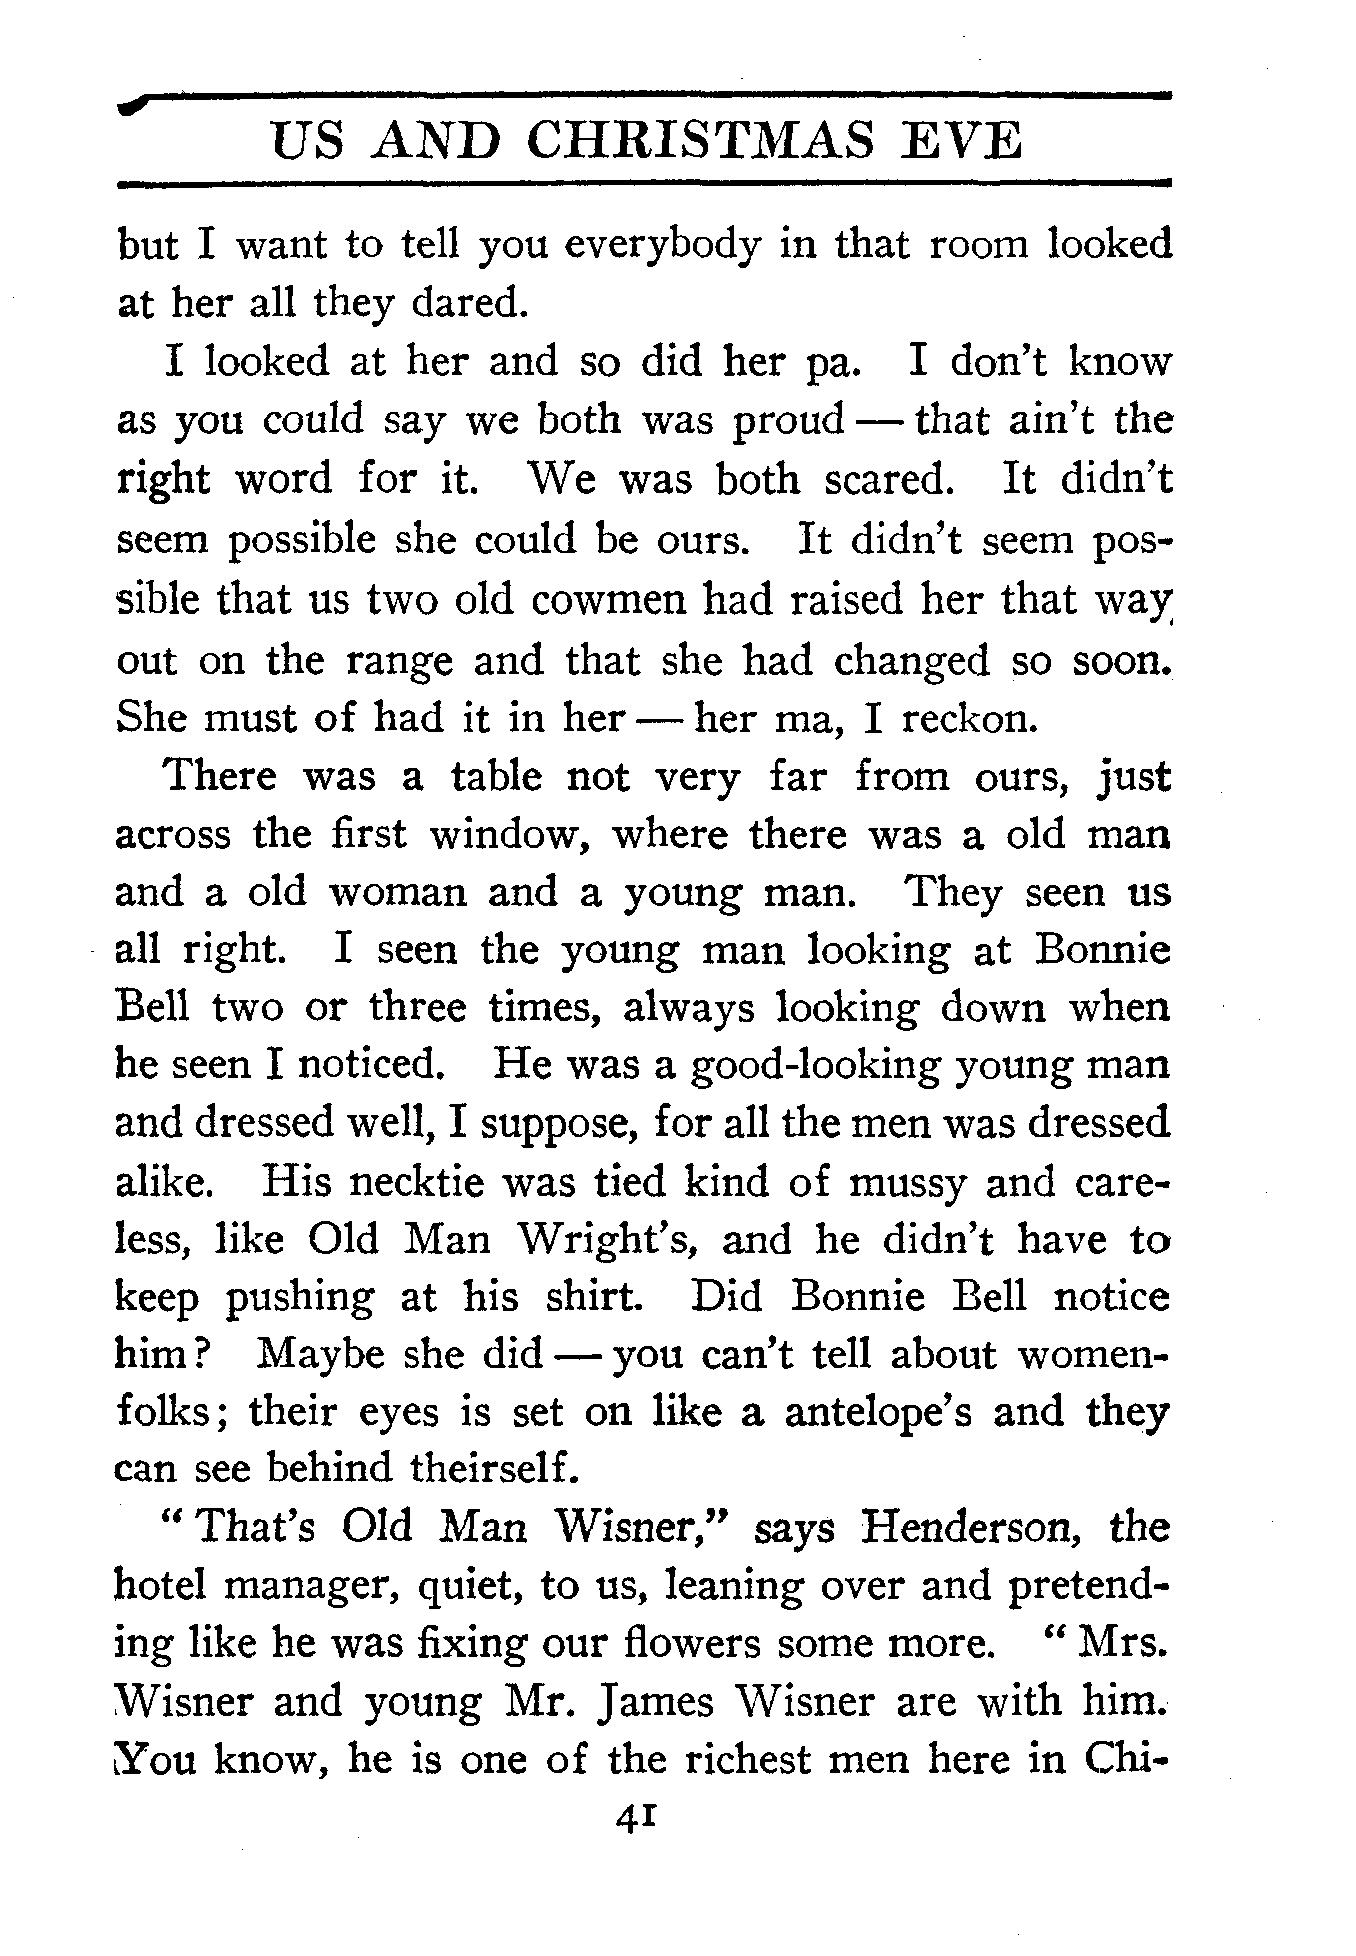 US AND CHRISTMAS EVE
but I want to tell you everybody in that room looked
at her all they dared.
I looked at her and so did her pa. I don't know
as you could say we both was proud — that ain't the
right word for it. We was both scared. It didn't
seem possible she could be ours. It didn't seem pos-
sible that us two old cowmen had raised her that way
out on the range and that she had changed so soon.
She must of had it in her — her ma, I reckon.
There was a table not very far from ours, just
across the first window, where there was a old man
and a old woman and a young man. They seen us
all right. I seen the young man looking at Bonnie
Bell two or three times, always looking down when
he seen I noticed. He was a good-looking young man
and dressed well, I suppose, for all the men was dressed
alike. His necktie was tied kind of mussy and care-
less, like Old Man Wright's, and he didn't have to
keep pushing at his shirt. Did Bonnie Bell notice
him? Maybe she did — you can't tell about women-
folks; their eyes is set on like a antelope's and they
can see behind theirself.
"That's Old Man Wisner," says Henderson, the
hotel manager, quiet, to us, leaning over and pretend-
ing like he was fixing our flowers some more. "Mrs.
Wisner and young Mr. James Wisner are with him.
You know, he is one of the richest men here in Chi-
41